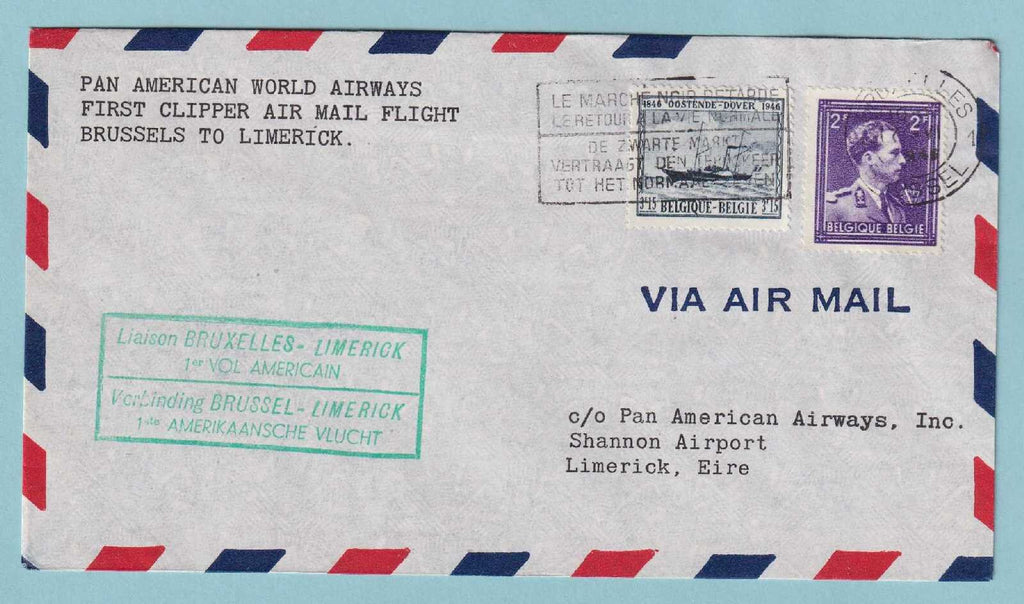 PAN AMERICAN WORLD AIRWAYS
FIRST CLIPPER AIR MAIL FLIGHT
BRUSSELS TO LIMERICK.
LE MARCHE NOIR RETARDE
LE RETOUR A LA VIE NORMALE
DE ZWARTE MARKT
VERTRAAGT DEN
TOT HET
1846 OOSTENDE-DOVER 1946
3F15 BELGIQUE-BELGIE 3F15
2F 2F
BELGIQUE BELGIE
VIA AIR MAIL
Liaison BRUXELLES - LIMERICK
1er VOL AMERICAIN
Verbinding BRUSSEL - LIMERICK
1ste AMERIKAANSCHE VLUCHT
c/o Pan American Airways, Inc.
Shannon Airport
Limerick, Eire